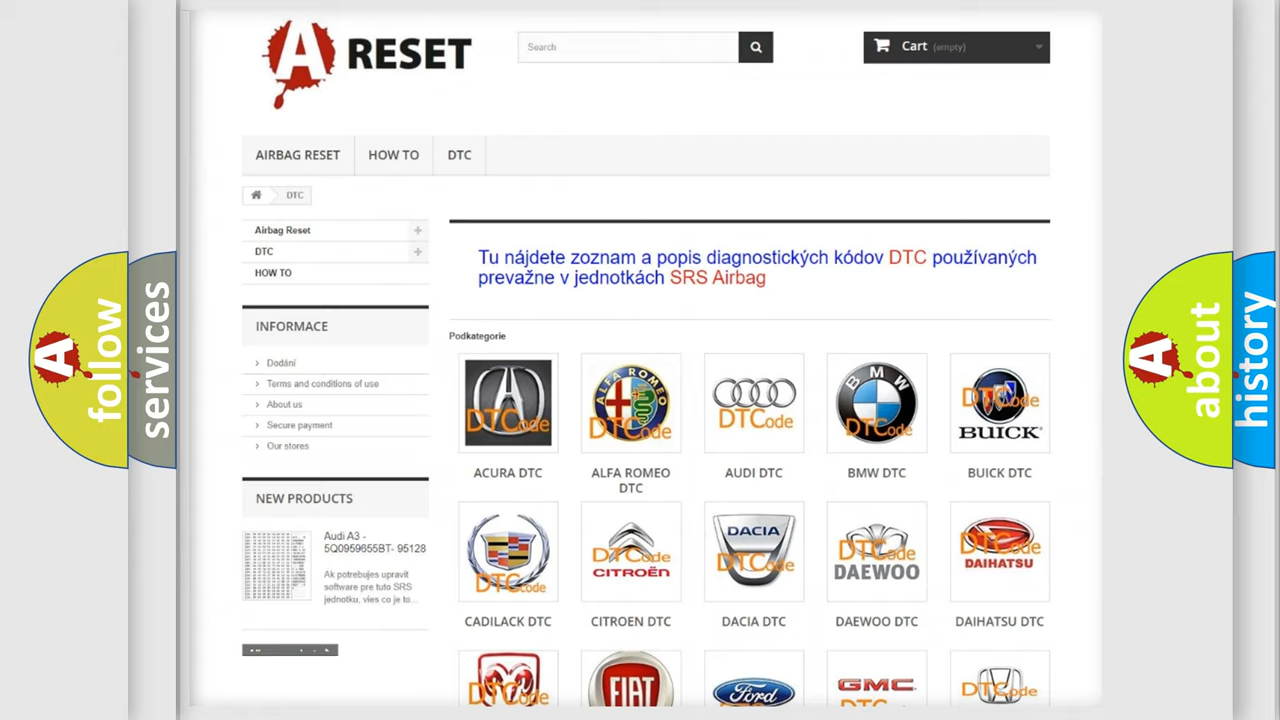 A RESET
Search
Cart (empty)
AIRBAG RESET
HOW TO
DTC
DTC
Airbag Reset
DTC
HOW TO
INFORMACE
Dodání
Terms and conditions of use
About us
Secure payment
Our stores
NEW PRODUCTS
Audi A3 -
5Q0959655BT- 95128
Ak potrebujes upravit
software pre tuto SRS
jednotku, vies co je to...
Tu nájdete zoznam a popis diagnostických kódov DTC používaných
prevažne v jednotkách SRS Airbag
Podkategorie
DTCode
ALFA ROMEO
DTCode
DTCode
BMW
DTCode
DTCode
BUICK
ACURA DTC
ALFA ROMEO
DTC
AUDI DTC
BMW DTC
BUICK DTC
DTCode
DTCode
CITROËN
DACIA
DTCode
DTCode
DAEWOO
DTCode
DAIHATSU
CADILACK DTC
CITROEN DTC
DACIA DTC
DAEWOO DTC
DAIHATSU DTC
DTCode
FIAT
Ford
GMC
DTCode
A follow
services
A about
history